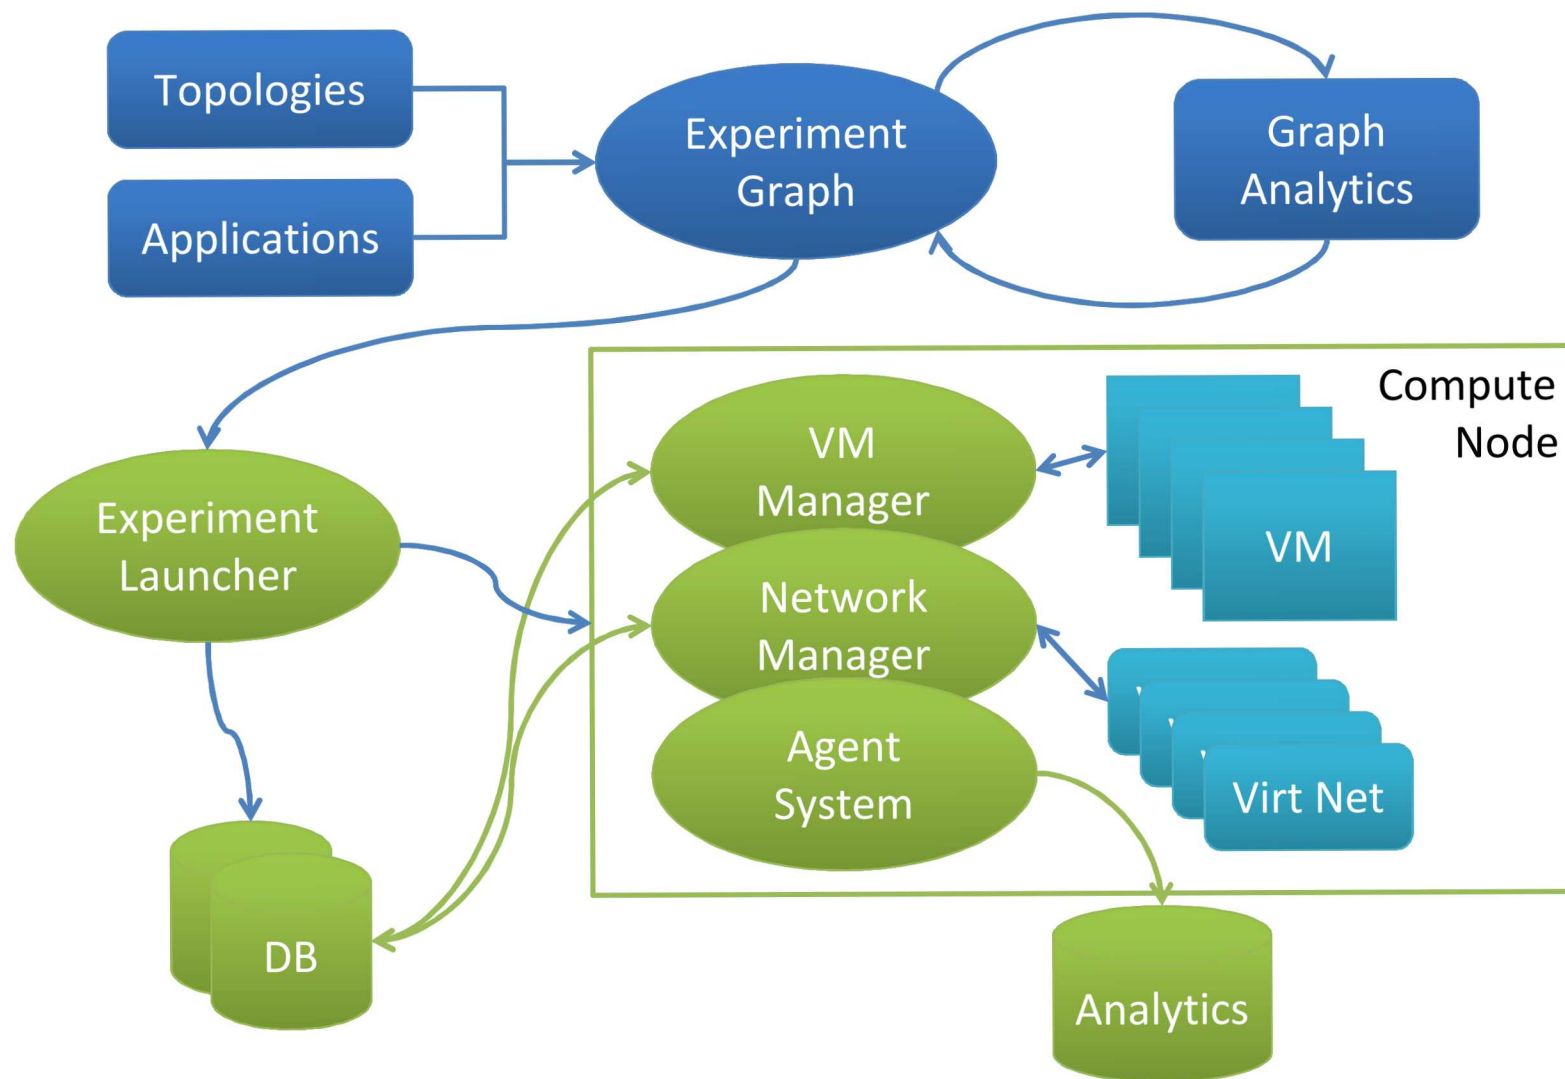 Topologies
Applications
Experiment
Graph
Graph
Analytics
Compute
Node
VM
Manager
VM
Experiment
Launcher
Network
Manager
Agent
System
Virt Net
DB
Analytics